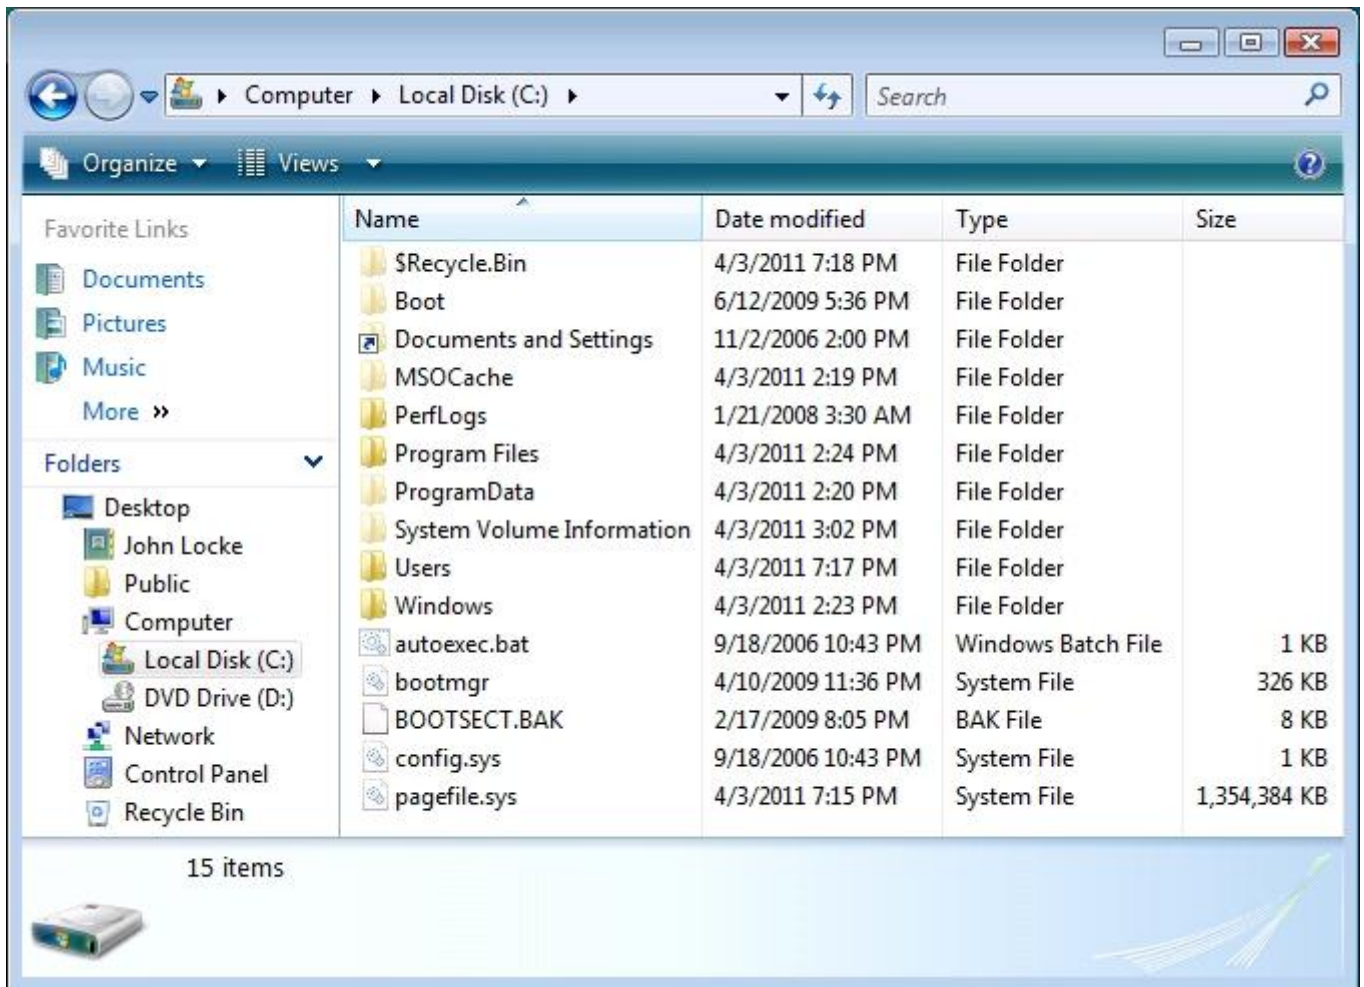 Computer Local Disk (C:) Search
Organize Views
Favorite Links
Documents
Pictures
Music
More »
Folders
Desktop
John Locke
Public
Computer
Local Disk (C:)
DVD Drive (D:)
Network
Control Panel
Recycle Bin
Name Date modified Type Size
$Recycle.Bin 4/3/2011 7:18 PM File Folder
Boot 6/12/2009 5:36 PM File Folder
Documents and Settings 11/2/2006 2:00 PM File Folder
MSOCache 4/3/2011 2:19 PM File Folder
PerfLogs 1/21/2008 3:30 AM File Folder
Program Files 4/3/2011 2:24 PM File Folder
ProgramData 4/3/2011 2:20 PM File Folder
System Volume Information 4/3/2011 3:02 PM File Folder
Users 4/3/2011 7:17 PM File Folder
Windows 4/3/2011 2:23 PM File Folder
autoexec.bat 9/18/2006 10:43 PM Windows Batch File 1 KB
bootmgr 4/10/2009 11:36 PM System File 326 KB
BOOTSECT.BAK 2/17/2009 8:05 PM BAK File 8 KB
config.sys 9/18/2006 10:43 PM System File 1 KB
pagefile.sys 4/3/2011 7:15 PM System File 1,354,384 KB
15 items